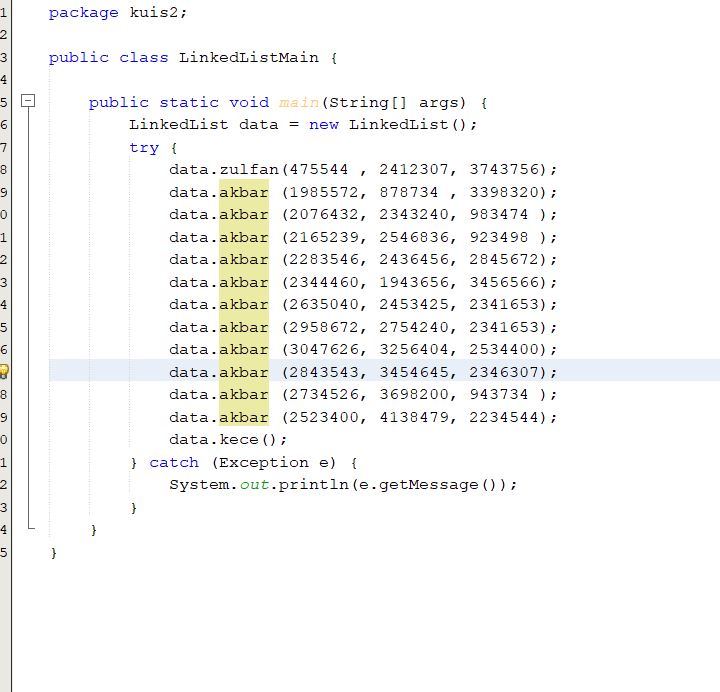 1 package kuis2;
2
3 public class LinkedListMain {
4
5 public static void main(String[] args) {
6 LinkedList data = new LinkedList();
7 try {
8 data.zulfan(475544 , 2412307, 3743756);
9 data.akbar (1985572, 878734 , 3398320);
0 data.akbar (2076432, 2343240, 983474 );
1 data.akbar (2165239, 2546836, 923498 );
2 data.akbar (2283546, 2436456, 2845672);
3 data.akbar (2344460, 1943656, 3456566);
4 data.akbar (2635040, 2453425, 2341653);
5 data.akbar (2958672, 2754240, 2341653);
6 data.akbar (3047626, 3256404, 2534400);
data.akbar (2843543, 3454645, 2346307);
8 data.akbar (2734526, 3698200, 943734 );
9 data.akbar (2523400, 4138479, 2234544);
0 data.kece();
1 } catch (Exception e) {
2 System.out.println(e.getMessage());
3 }
4 }
5 }